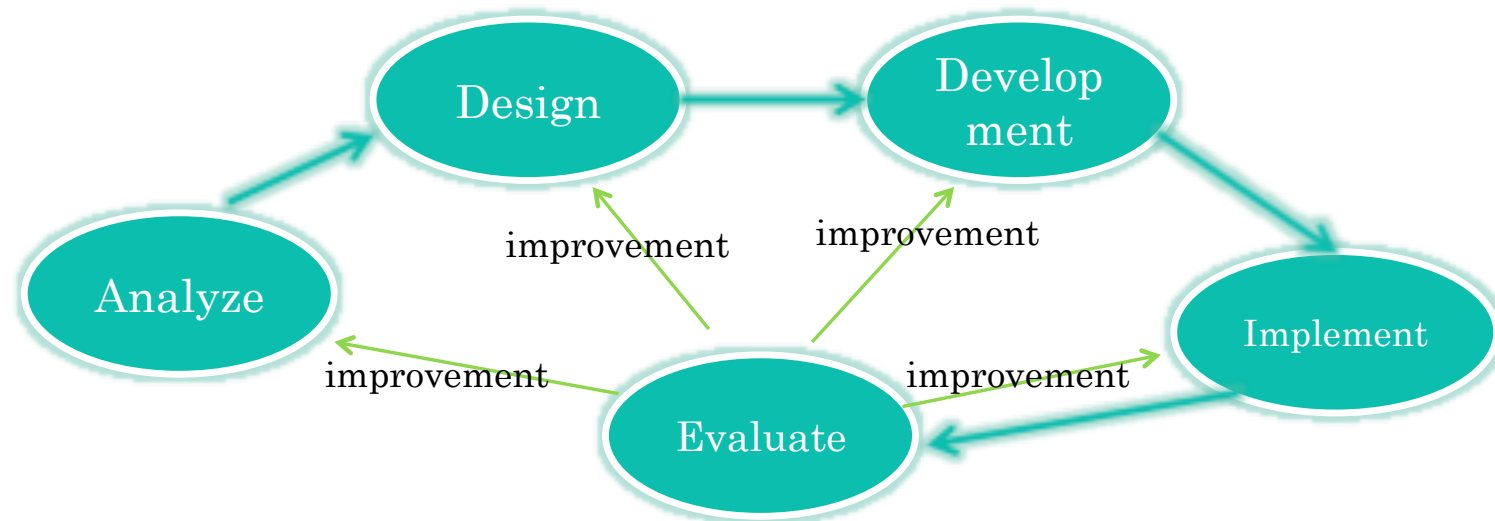 Design
Develop
ment
improvement
improvement
Analyze
Implement
improvement
improvement
Evaluate